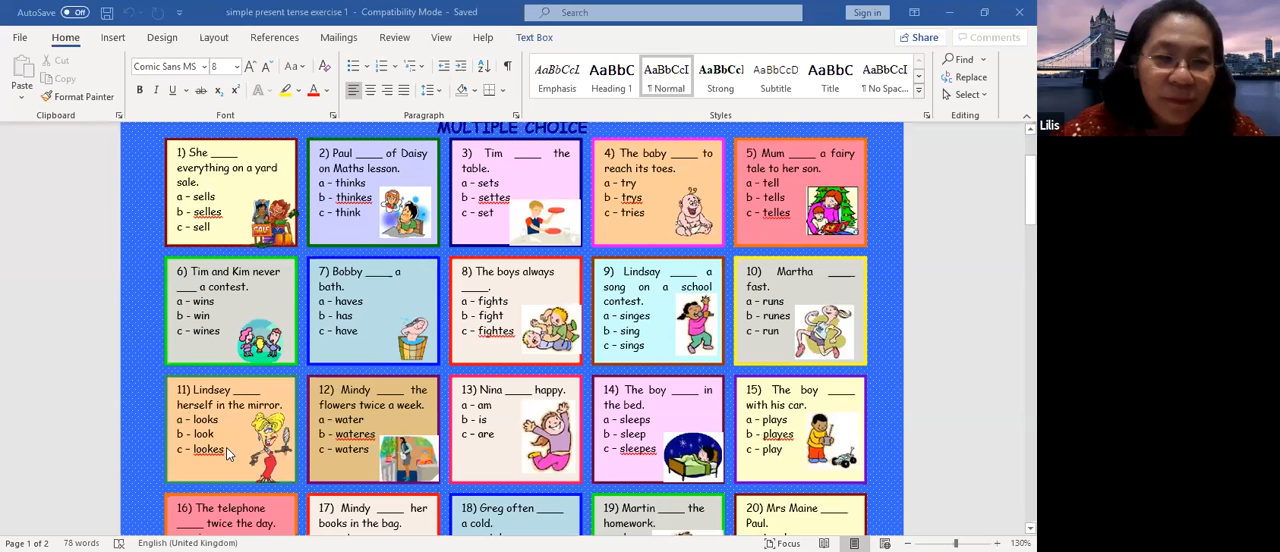 AutoSave Off simple present tense exercise 1 - Compatibility Mode - Saved Search Sign in
File Home Insert Design Layout References Mailings Review View Help Text Box Share Comments
Paste Cut Copy Format Painter Clipboard
Comic Sans MS 8 Font
Paragraph
AaBbCcL AaBbC AaBbCcI AaBbCcI AaBbCcI AaBbC AaBbCcI
Emphasis Heading 1 ¶ Normal Strong Subtitle Title ¶ No Spac...
Styles
Find Replace Select Editing
Lilis
MULTIPLE CHOICE
1) She ____
everything on a yard
sale.
a – sells
b – selles
c – sell
SALE
2) Paul ____ of Daisy
on Maths lesson.
a – thinks
b – thinkes
c – think
3) Tim ____ the
table.
a – sets
b – settes
c – set
4) The baby ____ to
reach its toes.
a – try
b – trys
c – tries
5) Mum ____ a fairy
tale to her son.
a – tell
b – tells
c – telles
6) Tim and Kim never
___ a contest.
a – wins
b – win
c – wines
7) Bobby ____ a
bath.
a – haves
b – has
c – have
8) The boys always
____.
a – fights
b – fight
c – fightes
9) Lindsay ____ a
song on a school
contest.
a – singes
b – sing
c – sings
10) Martha ____
fast.
a – runs
b – runes
c – run
11) Lindsey ____
herself in the mirror.
a – looks
b – look
c – lookes
12) Mindy ____ the
flowers twice a week.
a – water
b – wateres
c – waters
13) Nina ____ happy.
a – am
b – is
c – are
14) The boy ____ in
the bed.
a – sleeps
b – sleep
c – sleepes
15) The boy ____
with his car.
a – plays
b – playes
c – play
16) The telephone
____ twice the day.
17) Mindy ____ her
books in the bag.
18) Greg often ____
a cold.
19) Martin ____ the
homework.
20) Mrs Maine ____
Paul.
Page 1 of 2 78 words English (United Kingdom) Focus 130%